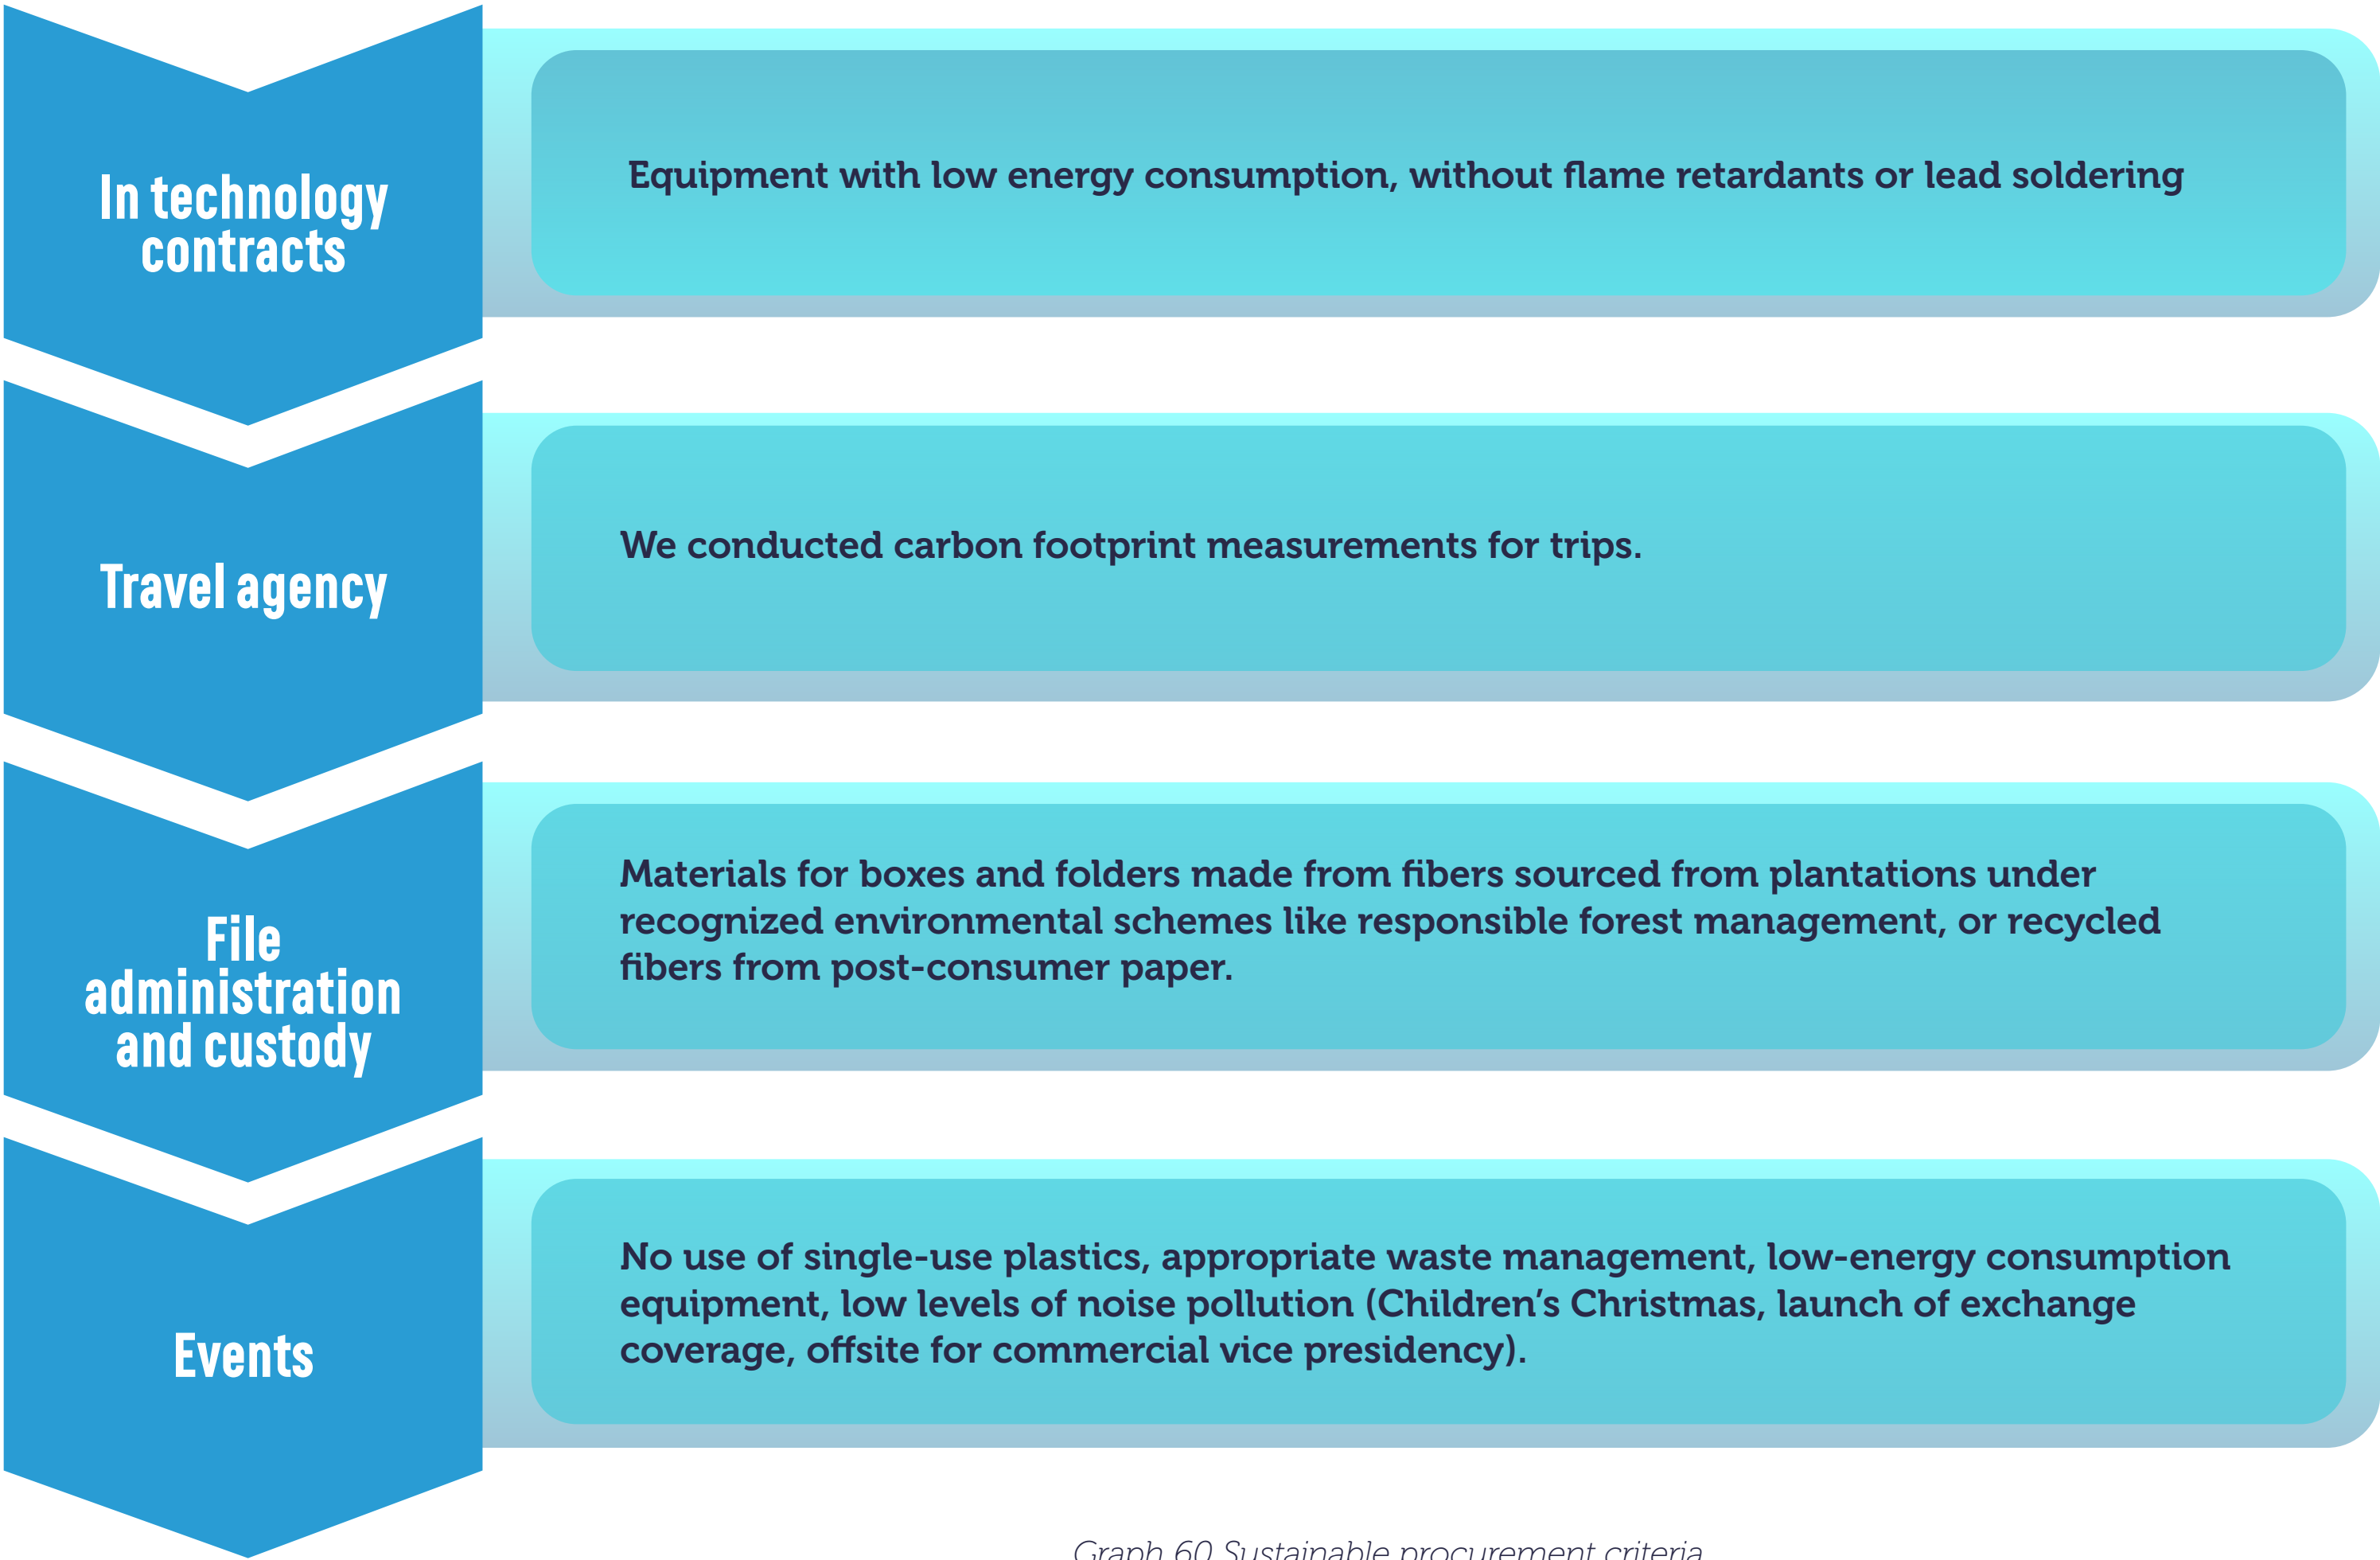 In technology
contracts
Equipment with low energy consumption, without flame retardants or lead soldering
Travel agency
We conducted carbon footprint measurements for trips.
File
administration
and custody
Materials for boxes and folders made from fibers sourced from plantations under
recognized environmental schemes like responsible forest management, or recycled
fibers from post-consumer paper.
Events
No use of single-use plastics, appropriate waste management, low-energy consumption
equipment, low levels of noise pollution (Children’s Christmas, launch of exchange
coverage, offsite for commercial vice presidency).
Graph 60 Sustainable procurement criteria